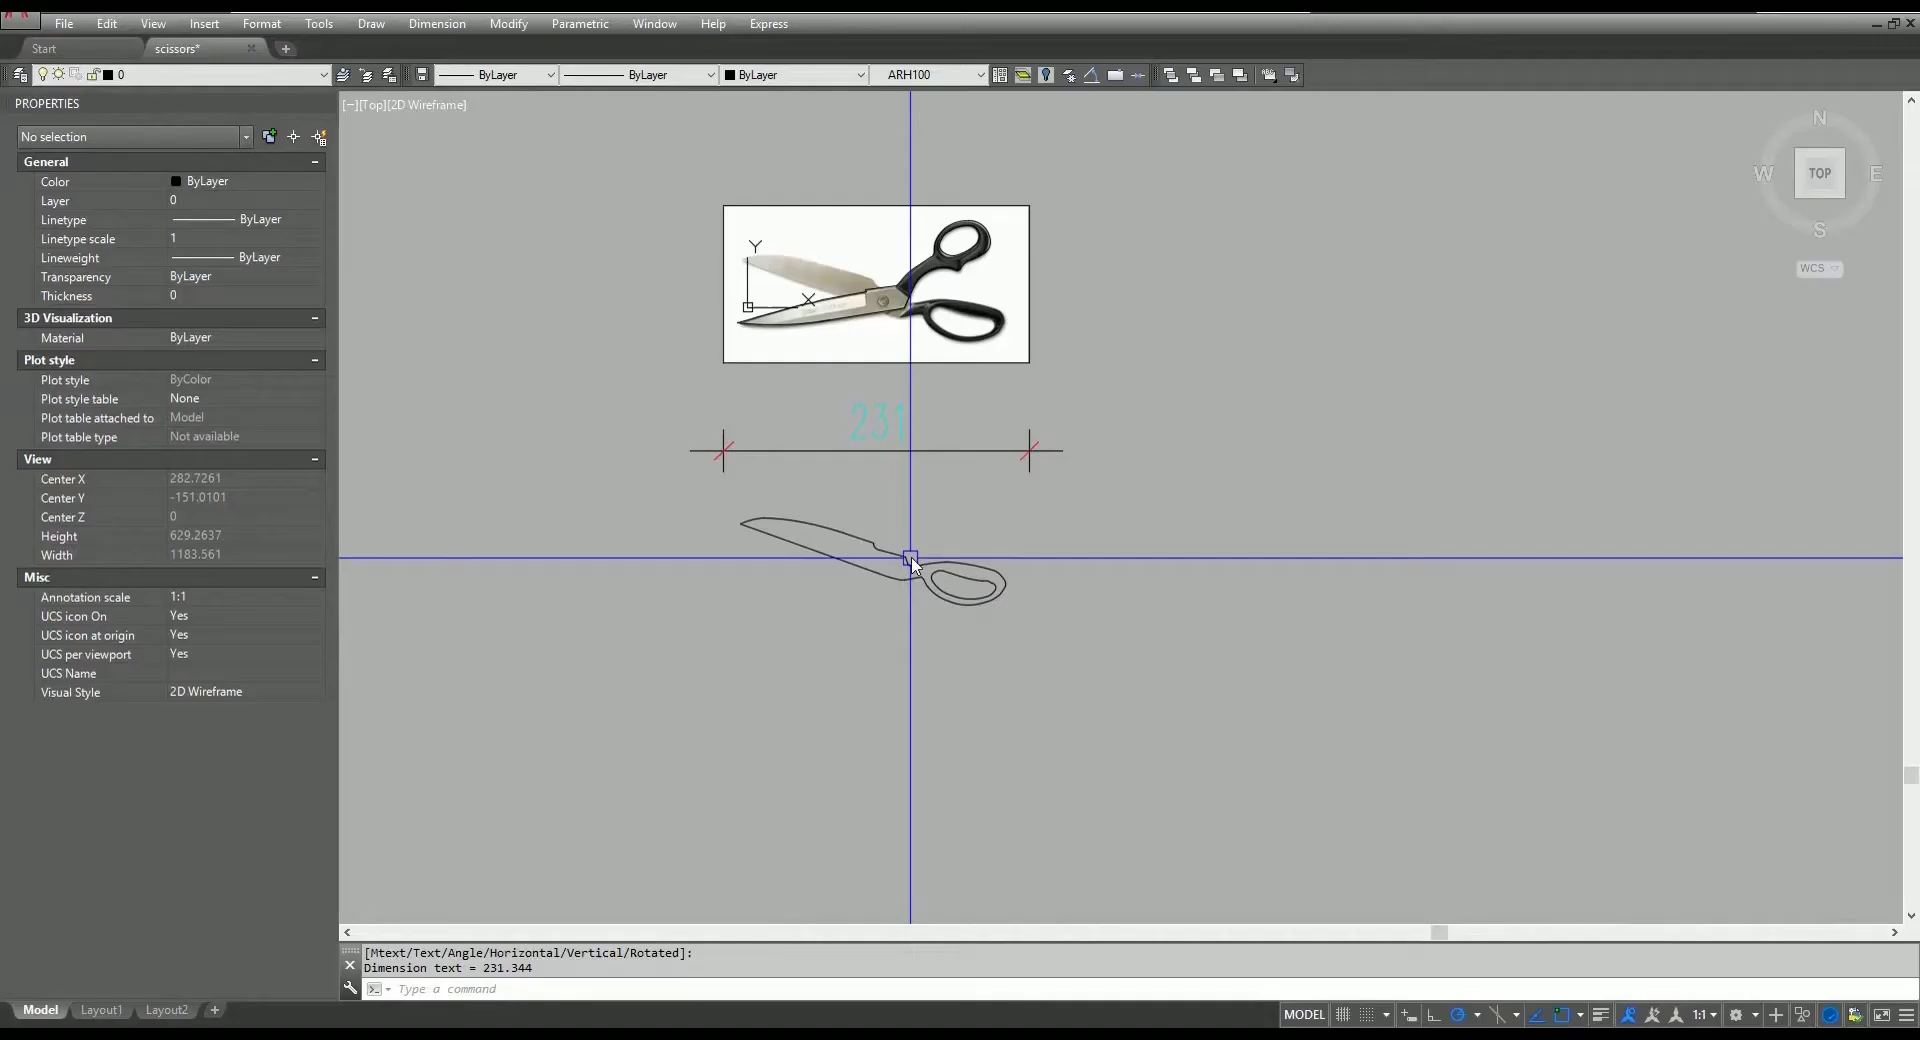 File Edit View Insert Format Tools Draw Dimension Modify Parametric Window Help Express
Start scissors*
0 ByLayer ByLayer ByLayer ARH100
PROPERTIES
[−][Top][2D Wireframe]
No selection
General
Color ByLayer
Layer 0
Linetype ByLayer
Linetype scale 1
Lineweight ByLayer
Transparency ByLayer
Thickness 0
3D Visualization
Material ByLayer
Plot style
Plot style ByColor
Plot style table None
Plot table attached to Model
Plot table type Not available
View
Center X 282.7261
Center Y -151.0101
Center Z 0
Height 629.2637
Width 1183.561
Misc
Annotation scale 1:1
UCS icon On Yes
UCS icon at origin Yes
UCS per viewport Yes
UCS Name
Visual Style 2D Wireframe
Y
X
231
N
W TOP E
S
WCS
[Mtext/Text/Angle/Horizontal/Vertical/Rotated]:
Dimension text = 231.344
Type a command
Model Layout1 Layout2
MODEL 1:1